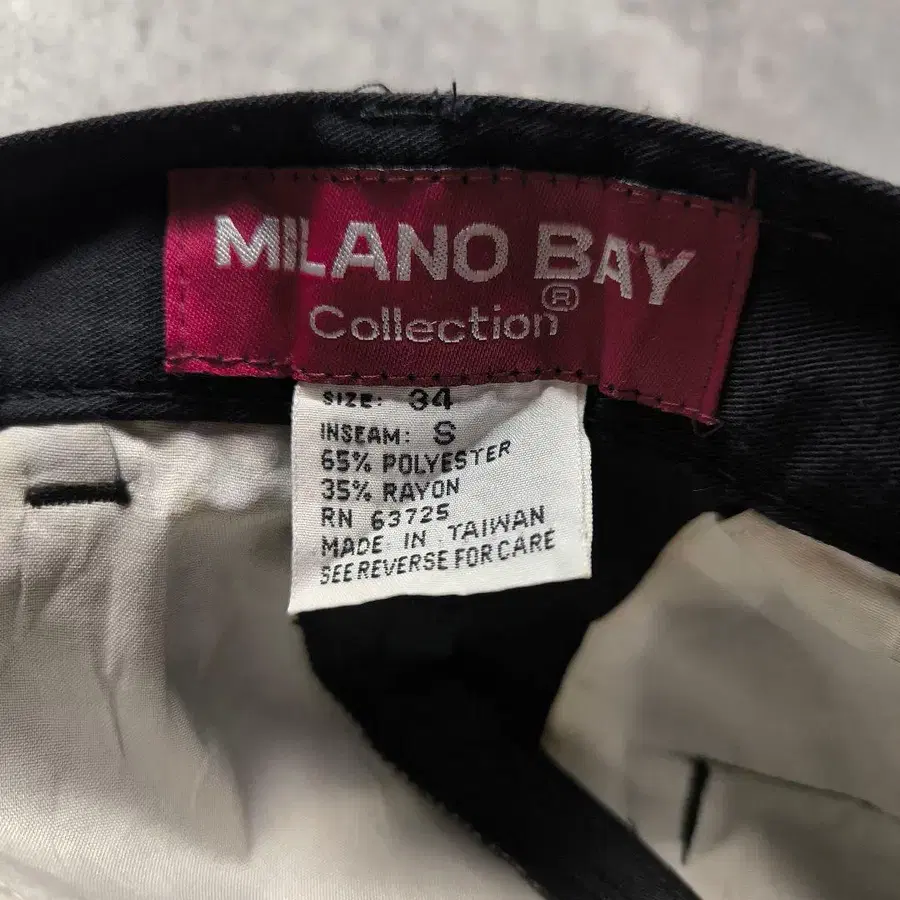 MILANO BAY
Collection®
SIZE: 34
INSEAM: S
65% POLYESTER
35% RAYON
RN 63725
MADE IN TAIWAN
SEE REVERSE FOR CARE